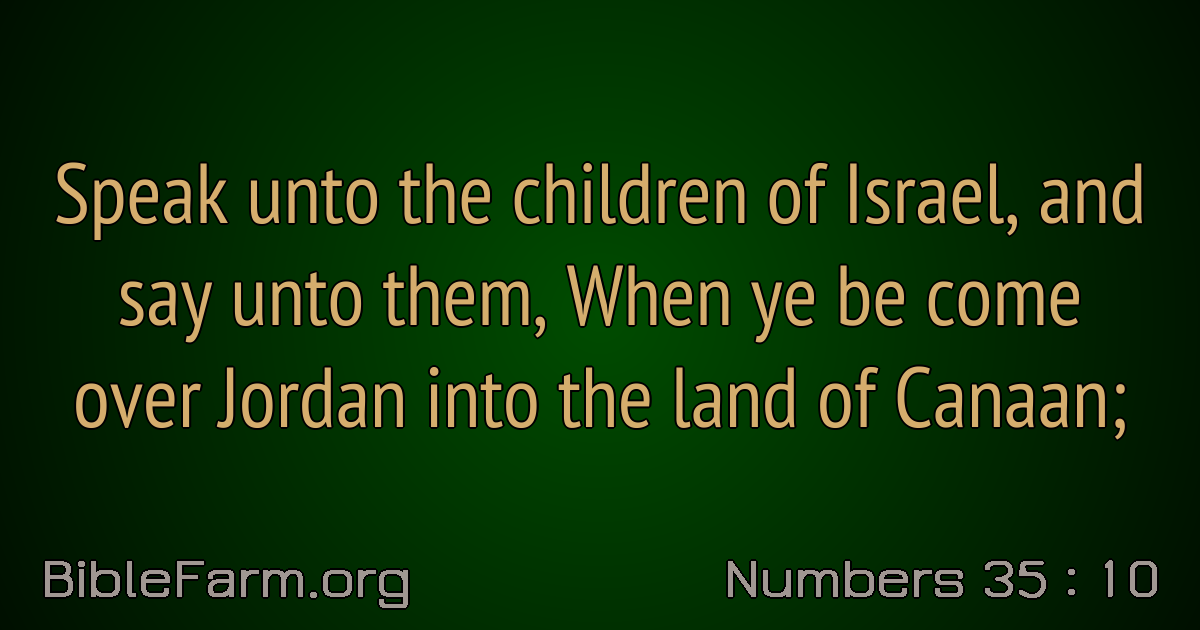 Speak unto the children of Israel, and
say unto them, When ye be come
over Jordan into the land of Canaan;
BibleFarm.org
Numbers 35 : 10